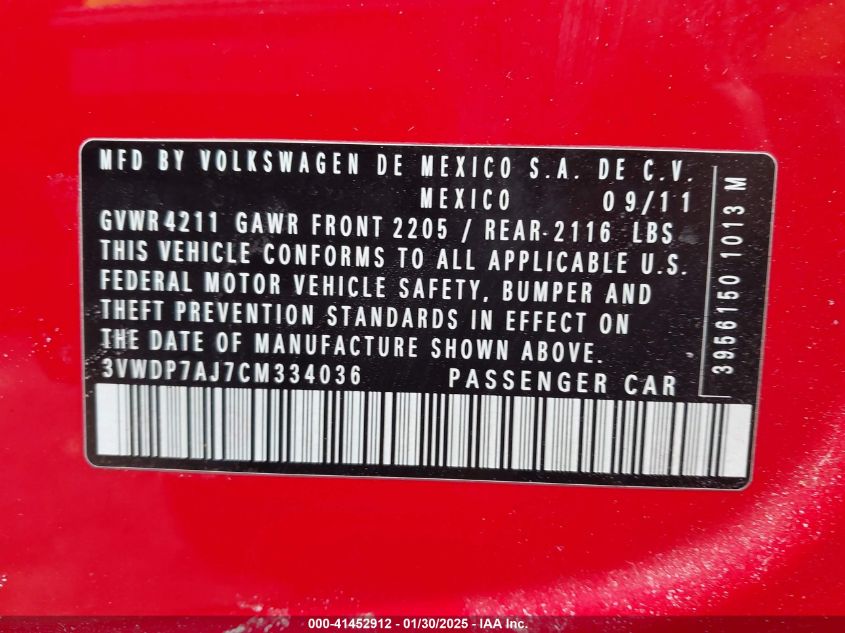 MFD BY VOLKSWAGEN DE MEXICO S.A. DE C.V.
MEXICO 09/11
GVWR 4211 GAWR FRONT 2205 / REAR-2116 LBS
THIS VEHICLE CONFORMS TO ALL APPLICABLE U.S.
FEDERAL MOTOR VEHICLE SAFETY, BUMPER AND
THEFT PREVENTION STANDARDS IN EFFECT ON
THE DATE OF MANUFACTURE SHOWN ABOVE.
3VWDP7AJ7CM334036 PASSENGER CAR
3956150 1013 M
000-41452912 - 01/30/2025 - IAA Inc.